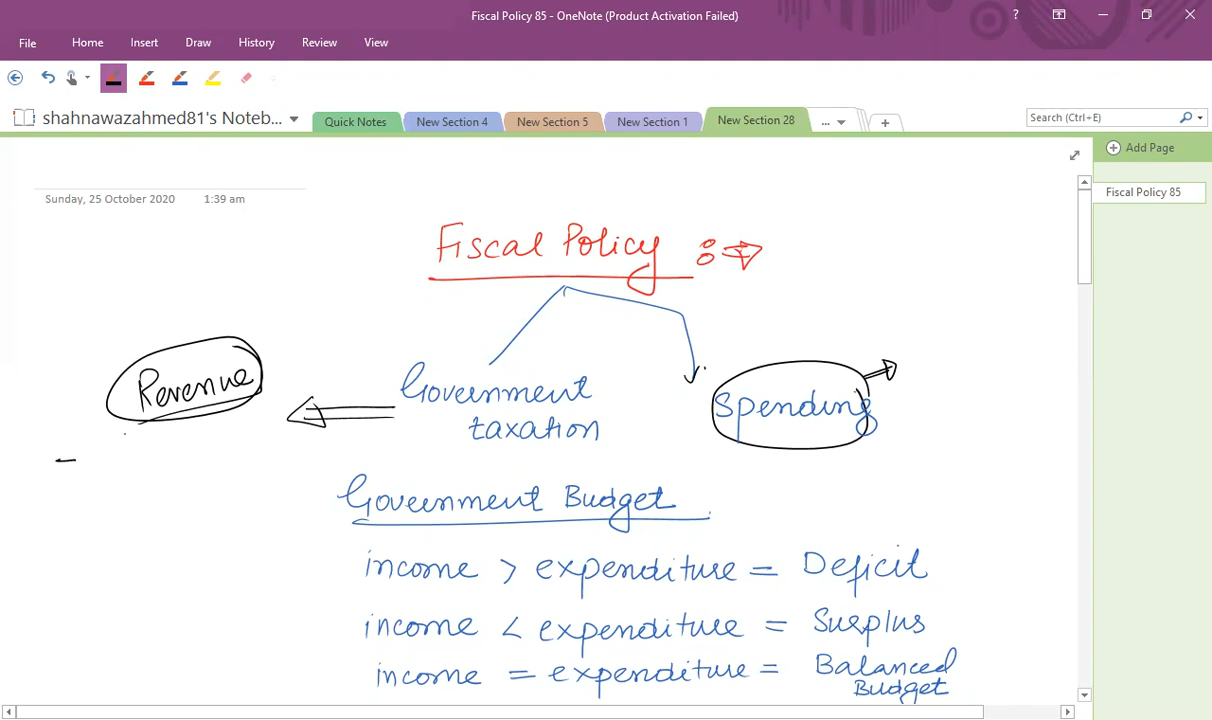 Fiscal Policy 85 - OneNote (Product Activation Failed)
?
File Home Insert Draw History Review View
shahnawazahmed81's Noteb...
Quick Notes
New Section 4
New Section 5
New Section 1
New Section 28
...
Search (Ctrl+E)
Add Page
Fiscal Policy 85
Sunday, 25 October 2020 1:39 am
Fiscal Policy :→
Revenue
Government
taxation
Spending
Government Budget
income > expenditure = Deficit
income < expenditure = Surplus
income = expenditure = Balanced
Budget